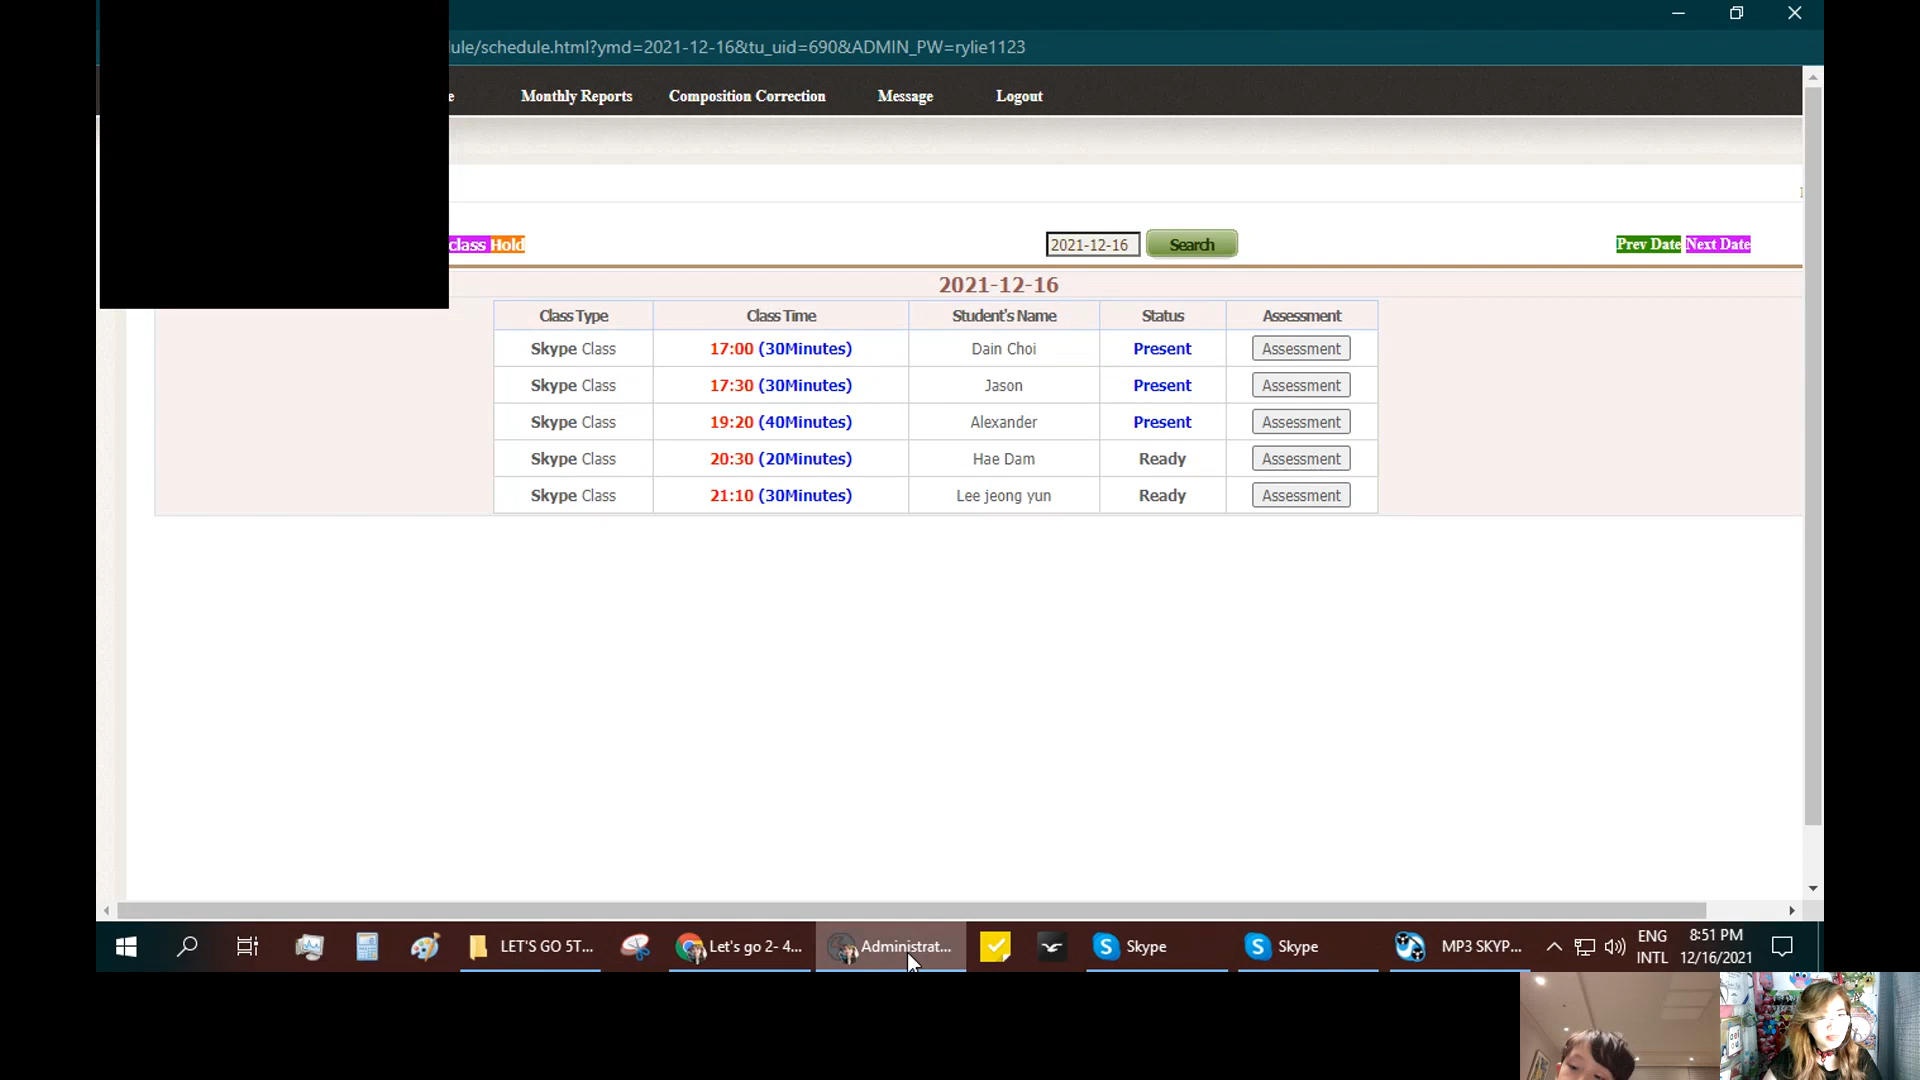 ule/schedule.html?ymd=2021-12-16&tu_uid=690&ADMIN_PW=rylie1123
e Monthly Reports Composition Correction Message Logout
class Hold 2021-12-16 Search Prev Date Next Date
2021-12-16
Class Type Class Time Student's Name Status Assessment
Skype Class 17:00 (30Minutes) Dain Choi Present Assessment
Skype Class 17:30 (30Minutes) Jason Present Assessment
Skype Class 19:20 (40Minutes) Alexander Present Assessment
Skype Class 20:30 (20Minutes) Hae Dam Ready Assessment
Skype Class 21:10 (30Minutes) Lee jeong yun Ready Assessment
LET'S GO 5T... Let's go 2- 4... Administrat... Skype Skype MP3 SKYP... ENG 8:51 PM
INTL 12/16/2021